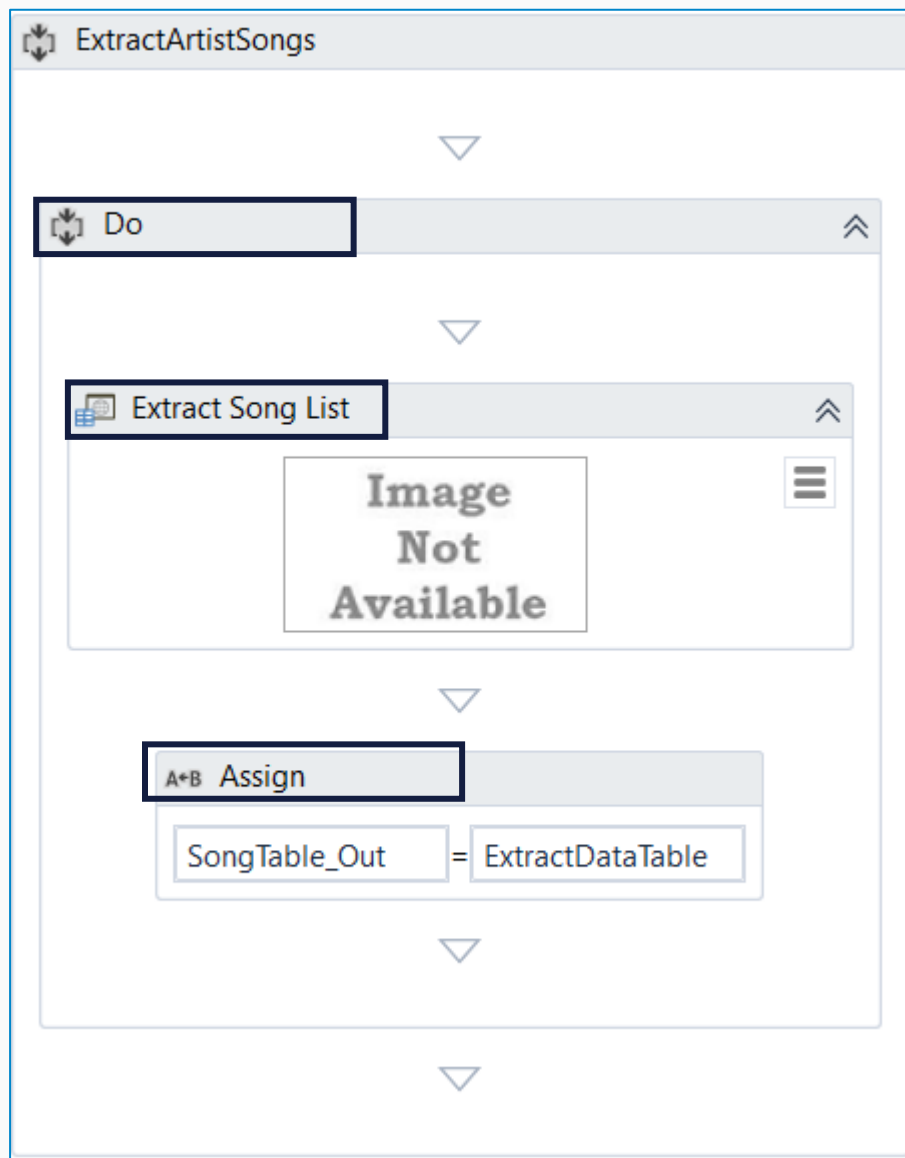 ExtractArtistSongs
Do
Extract Song List
Image
Not
Available
A←B Assign
SongTable_Out = ExtractDataTable